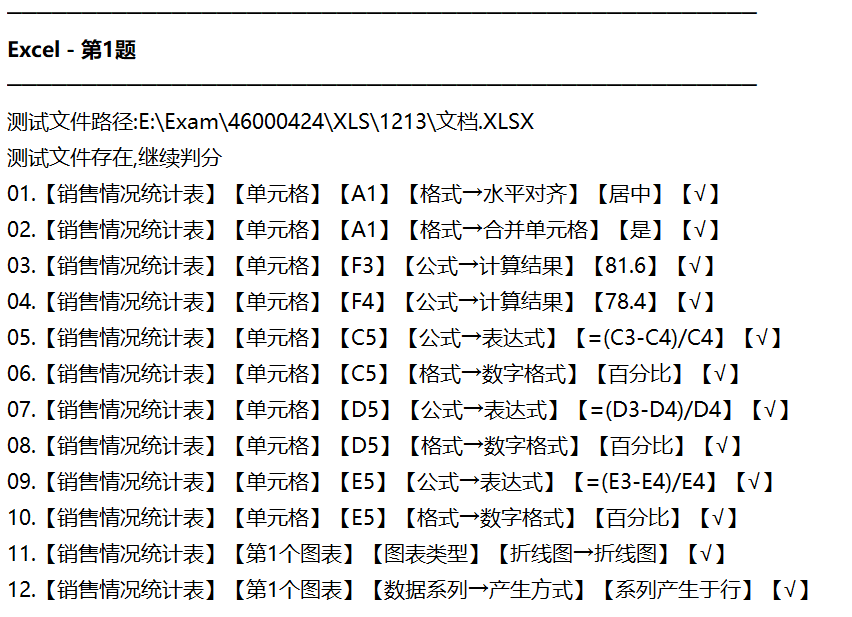 Excel - 第1题
测试文件路径:E:\Exam\46000424\XLS\1213\文档.XLSX
测试文件存在,继续判分
01.【销售情况统计表】【单元格】【A1】【格式→水平对齐】【居中】【√】
02.【销售情况统计表】【单元格】【A1】【格式→合并单元格】【是】【√】
03.【销售情况统计表】【单元格】【F3】【公式→计算结果】【81.6】【√】
04.【销售情况统计表】【单元格】【F4】【公式→计算结果】【78.4】【√】
05.【销售情况统计表】【单元格】【C5】【公式→表达式】【=(C3-C4)/C4】【√】
06.【销售情况统计表】【单元格】【C5】【格式→数字格式】【百分比】【√】
07.【销售情况统计表】【单元格】【D5】【公式→表达式】【=(D3-D4)/D4】【√】
08.【销售情况统计表】【单元格】【D5】【格式→数字格式】【百分比】【√】
09.【销售情况统计表】【单元格】【E5】【公式→表达式】【=(E3-E4)/E4】【√】
10.【销售情况统计表】【单元格】【E5】【格式→数字格式】【百分比】【√】
11.【销售情况统计表】【第1个图表】【图表类型】【折线图→折线图】【√】
12.【销售情况统计表】【第1个图表】【数据系列→产生方式】【系列产生于行】【√】